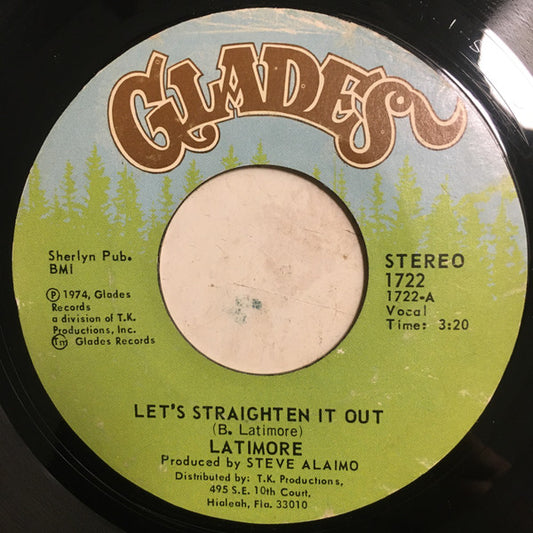 GLADES
Sherlyn Pub.
BMI
Ⓟ 1974, Glades
Records
a division of T.K.
Productions, Inc.
Tm Glades Records
STEREO
1722
1722-A
Vocal
Time: 3:20
LET'S STRAIGHTEN IT OUT
(B. Latimore)
LATIMORE
Produced by STEVE ALAIMO
Distributed by: T.K. Productions,
495 S.E. 10th Court,
Hialeah, Fla. 33010